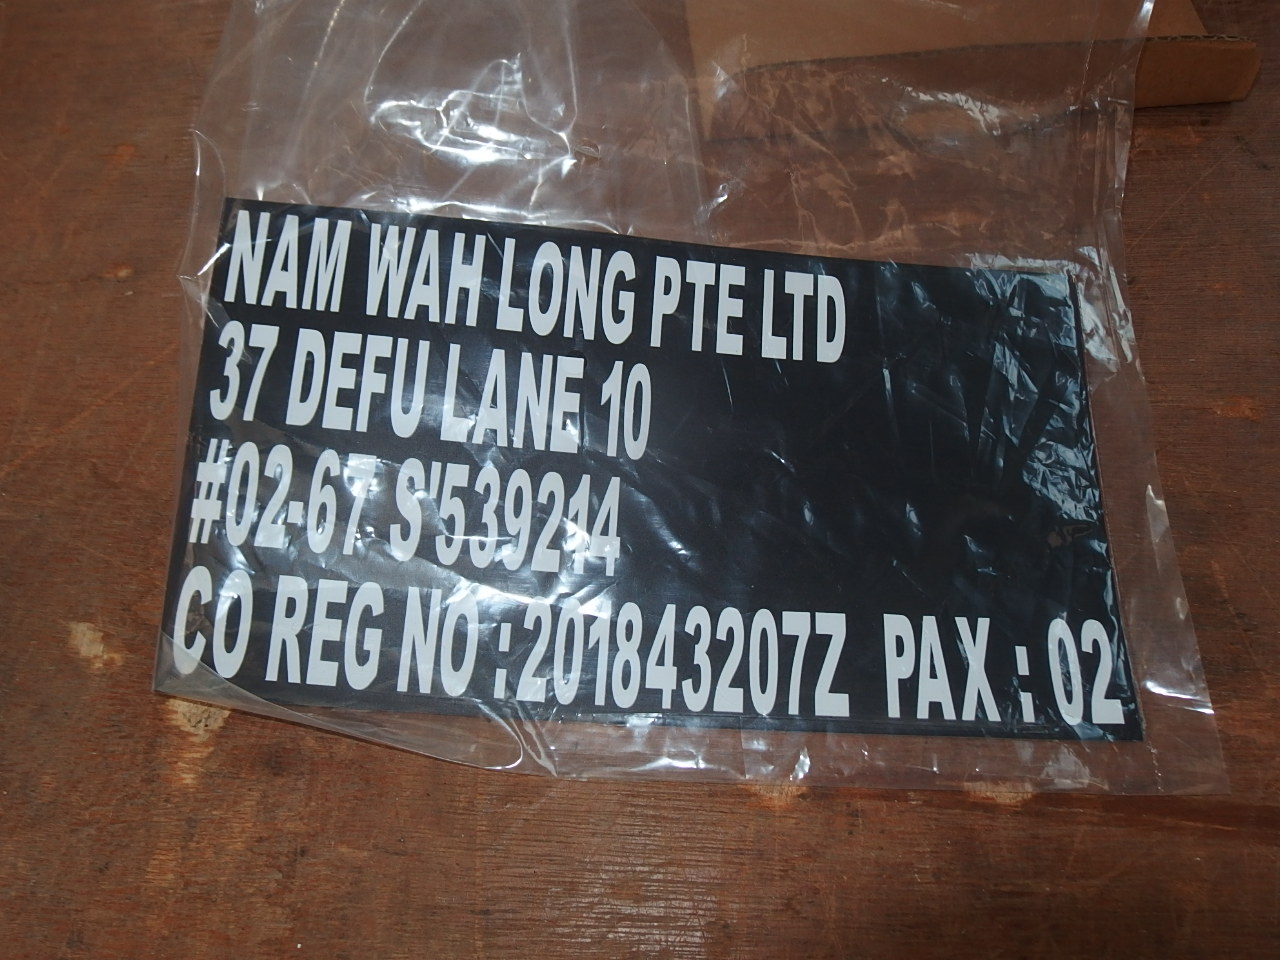 NAM WAH LONG PTE LTD
37 DEFU LANE 10
#02-67 S'539214
CO REG NO : 201843207Z PAX : 02